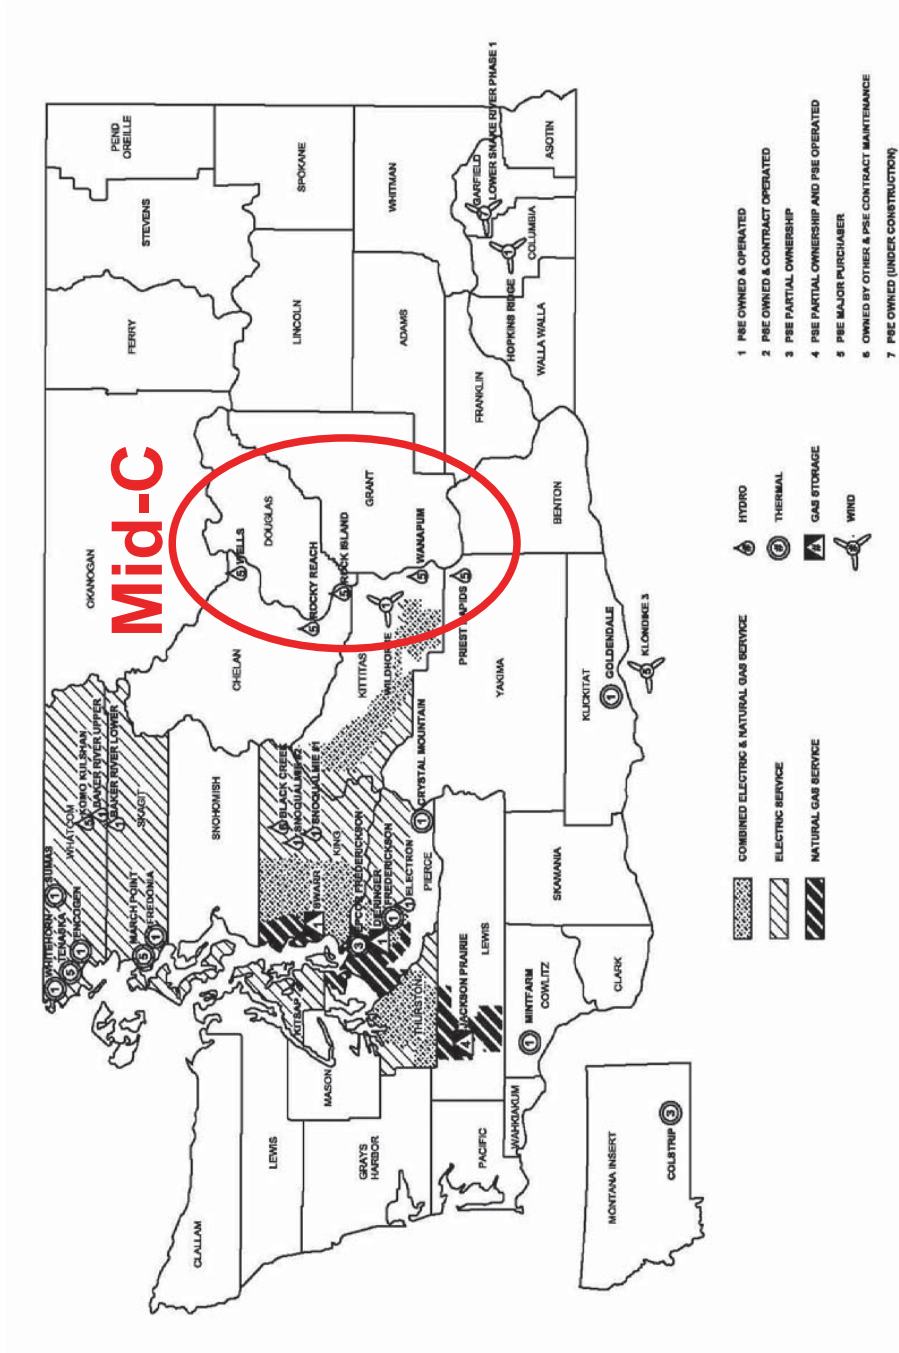 Mid-C
WHITEHORN
SUMAS
TENASKA
ENCOGEN
WHATCOM
KOMO KULSHAN
BAKER RIVER UPPER
BAKER RIVER LOWER
OKANOGAN
FERRY
STEVENS
PEND
OREILLE
MARCH POINT
FREDONIA
SKAGIT
CLALLAM
SNOHOMISH
CHELAN
WELLS
DOUGLAS
LINCOLN
SPOKANE
LEWIS
KITSAP
BLACK CREEK
SNOQUALMIE #2
SNOQUALMIE #1
KING
SWARR
ROCKY REACH
ROCK ISLAND
MASON
GRAYS
HARBOR
EPCOR FREDERICKSON
DIERINGER
FREDERICKSON
ELECTRON
KITTITAS
WILDHORSE
GRANT
ADAMS
WHITMAN
THURSTON
PIERCE
CRYSTAL MOUNTAIN
WANAPUM
PRIEST RAPIDS
JACKSON PRAIRIE
LEWIS
PACIFIC
YAKIMA
FRANKLIN
GARFIELD
LOWER SNAKE RIVER PHASE 1
HOPKINS RIDGE
COLUMBIA
WALLA WALLA
ASOTIN
WAHKIAKUM
MINTFARM
COWLITZ
SKAMANIA
BENTON
KLICKITAT
GOLDENDALE
CLARK
KLONDIKE 3
MONTANA INSERT
COLSTRIP
3
COMBINED ELECTRIC & NATURAL GAS SERVICE
ELECTRIC SERVICE
NATURAL GAS SERVICE
# HYDRO
# THERMAL
# GAS STORAGE
# WIND
1 PSE OWNED & OPERATED
2 PSE OWNED & CONTRACT OPERATED
3 PSE PARTIAL OWNERSHIP
4 PSE PARTIAL OWNERSHIP AND PSE OPERATED
5 PSE MAJOR PURCHASER
6 OWNED BY OTHER & PSE CONTRACT MAINTENANCE
7 PSE OWNED (UNDER CONSTRUCTION)